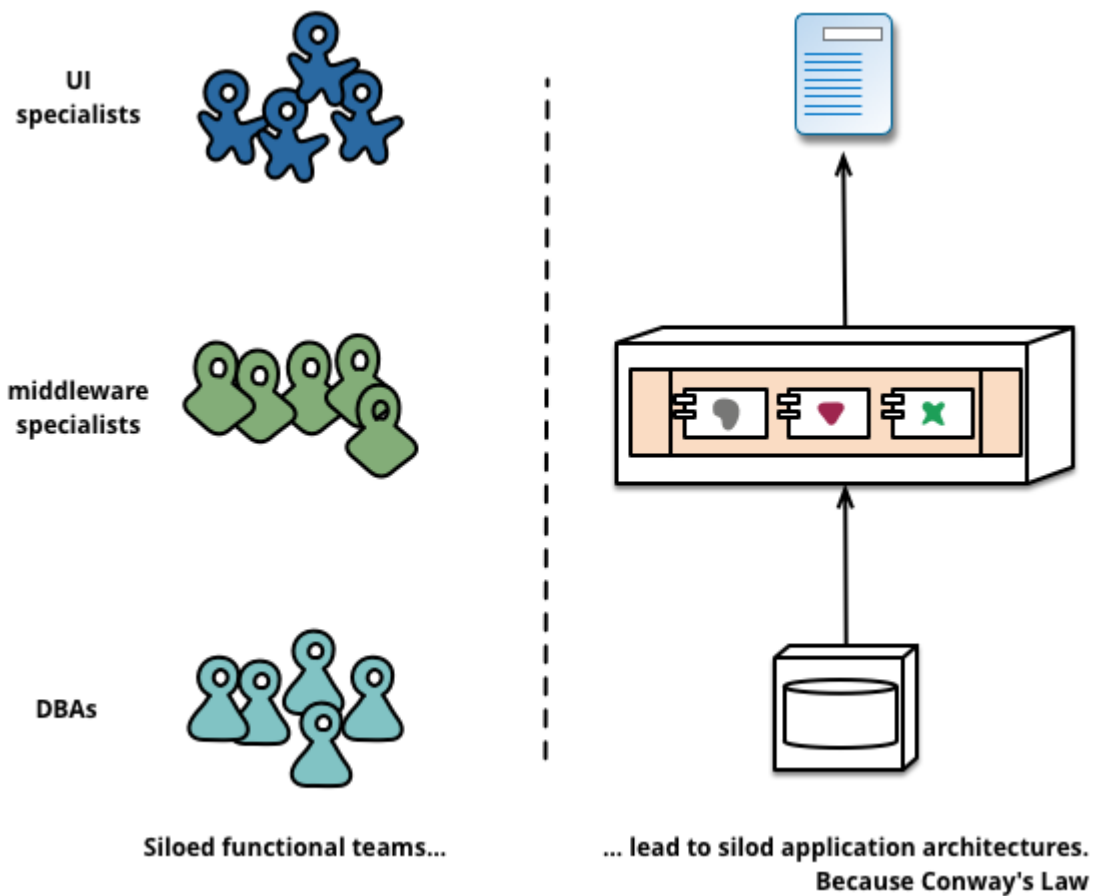 UI
specialists
middleware
specialists
DBAs
Siloed functional teams...
... lead to silod application architectures.
Because Conway's Law